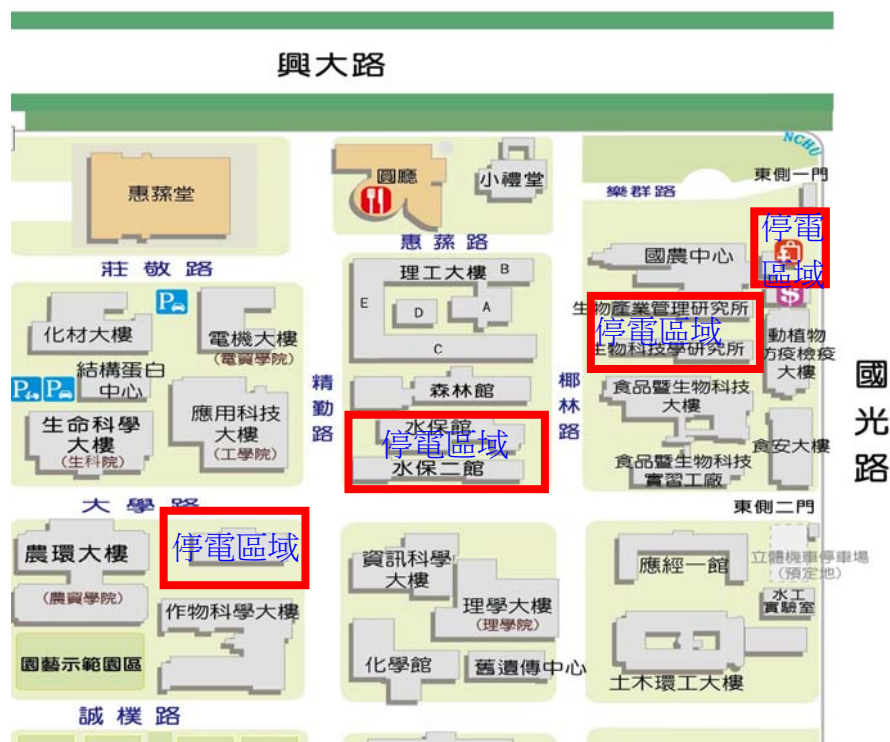 興大路
NCHU
東側一門
惠蓀堂
圓廳
小禮堂
樂群路
停電
區域
惠蓀路
莊敬路
理工大樓
B
E
D
A
C
國農中心
生物產業管理研究所
停電區域
生物科技學研究所
動植物
防疫檢疫
大樓
化材大樓
電機大樓
(電資學院)
結構蛋白
中心
生命科學
大樓
(生科院)
應用科技
大樓
(工學院)
精勤路
森林館
水保館
停電區域
水保二館
椰林路
食品暨生物科技
大樓
食品暨生物科技
實習工廠
食安大樓
國光路
大學路
東側二門
農環大樓
(農資學院)
停電區域
作物科學大樓
園藝示範園區
資訊科學
大樓
理學大樓
(理學院)
化學館
舊遺傳中心
應經一館
立體機車停車場
(預定地)
水工
實驗室
土木環工大樓
誠樸路